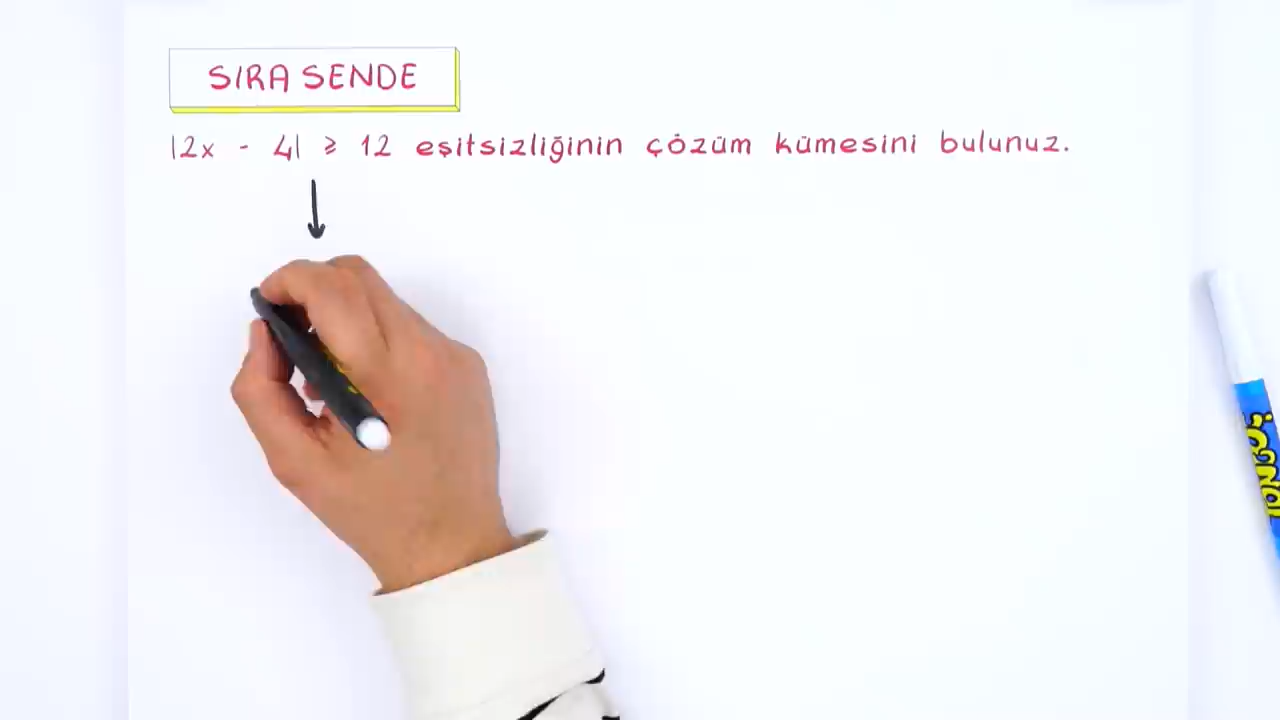 SIRA SENDE
|2x - 4| ⩾ 12 eşitsizliğinin çözüm kümesini bulunuz.